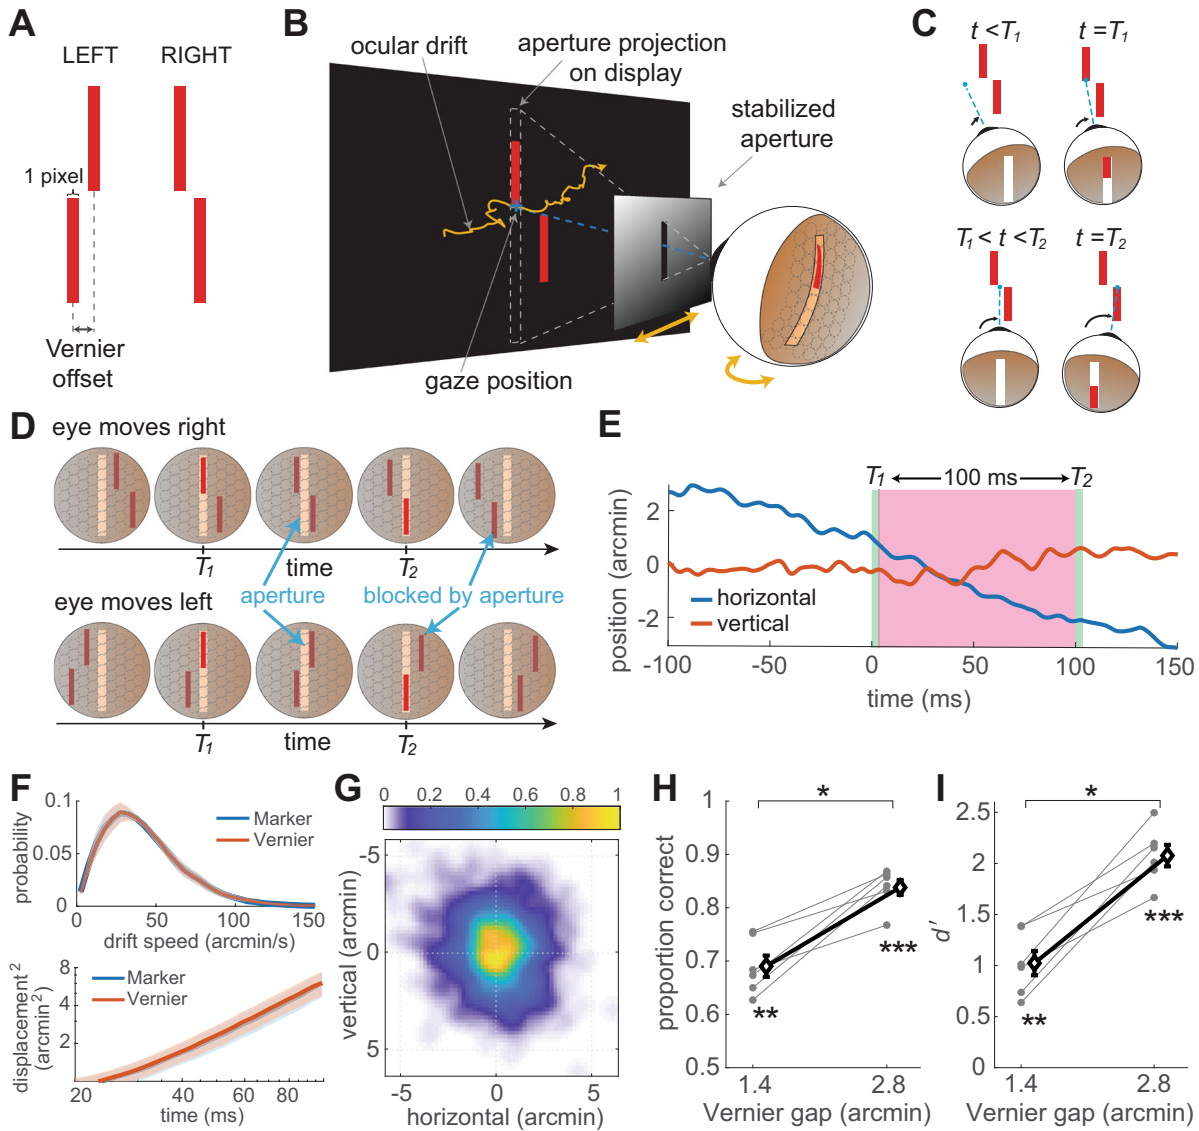 A
LEFT
RIGHT
1 pixel
Vernier
offset
B
ocular drift
aperture projection
on display
stabilized
aperture
gaze position
C
t < T1
t = T1
T1 < t < T2
t = T2
D
eye moves right
T1
time
T2
aperture
blocked by aperture
eye moves left
T1
time
T2
E
T1
100 ms
T2
position (arcmin)
2
0
-2
horizontal
vertical
-100
-50
0
50
100
150
time (ms)
F
probability
0.1
0.05
0
Marker
Vernier
0
50
100
150
drift speed (arcmin/s)
displacement2
(arcmin2)
8
6
4
2
Marker
Vernier
20
40
60
80
time (ms)
G
0
0.2
0.4
0.6
0.8
1
vertical (arcmin)
-5
0
5
-5
0
5
horizontal (arcmin)
H
proportion correct
1
0.9
0.8
0.7
0.6
0.5
*
**
***
1.4
2.8
Vernier gap (arcmin)
I
d′
2.5
2
1.5
1
0.5
0
*
**
***
1.4
2.8
Vernier gap (arcmin)